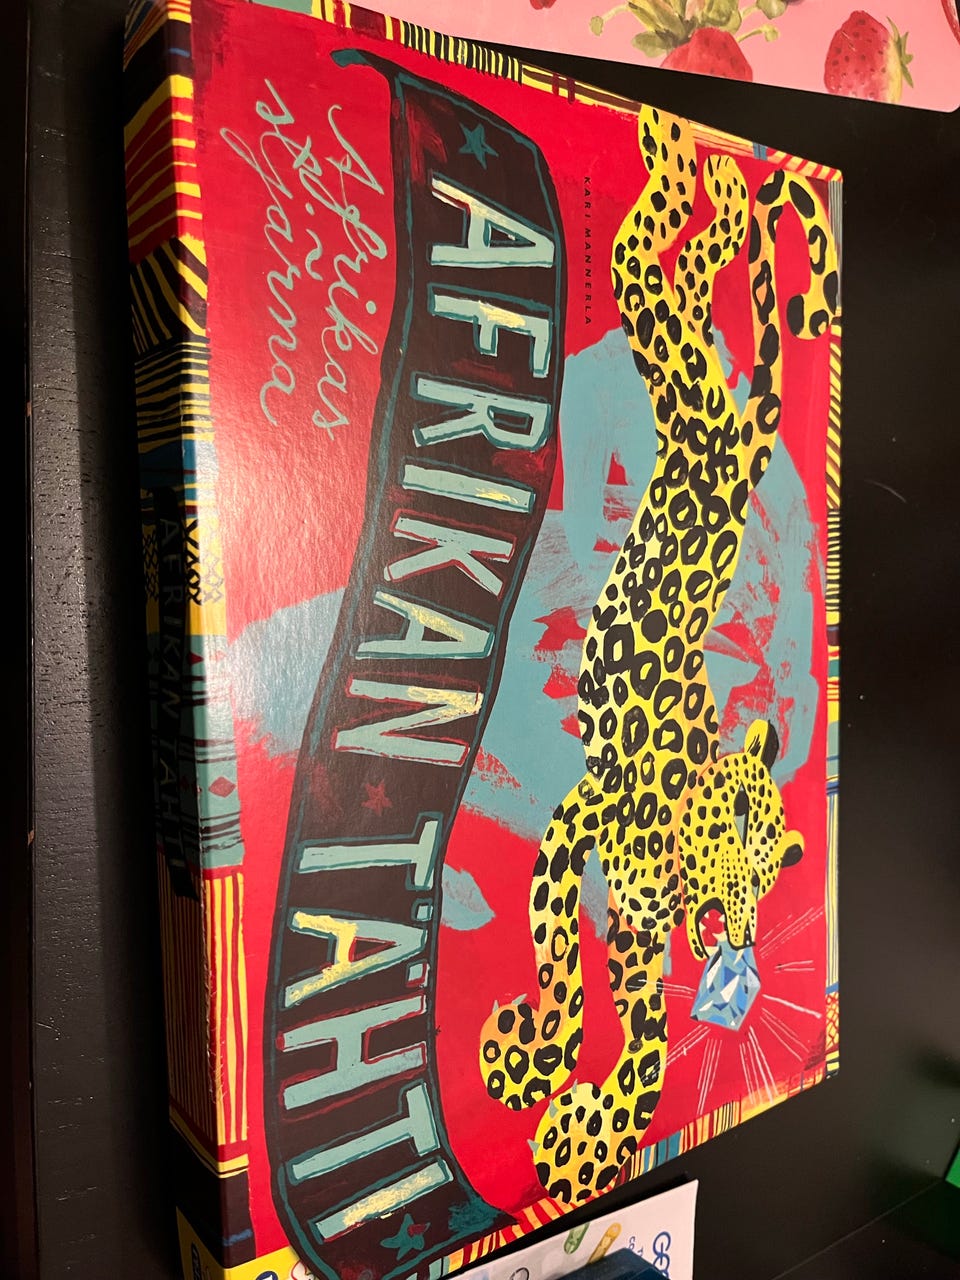 KARI MANNERLA
AFRIKAN TÄHTI
Afrikas
stjärna
AFRIKAN TÄHTI